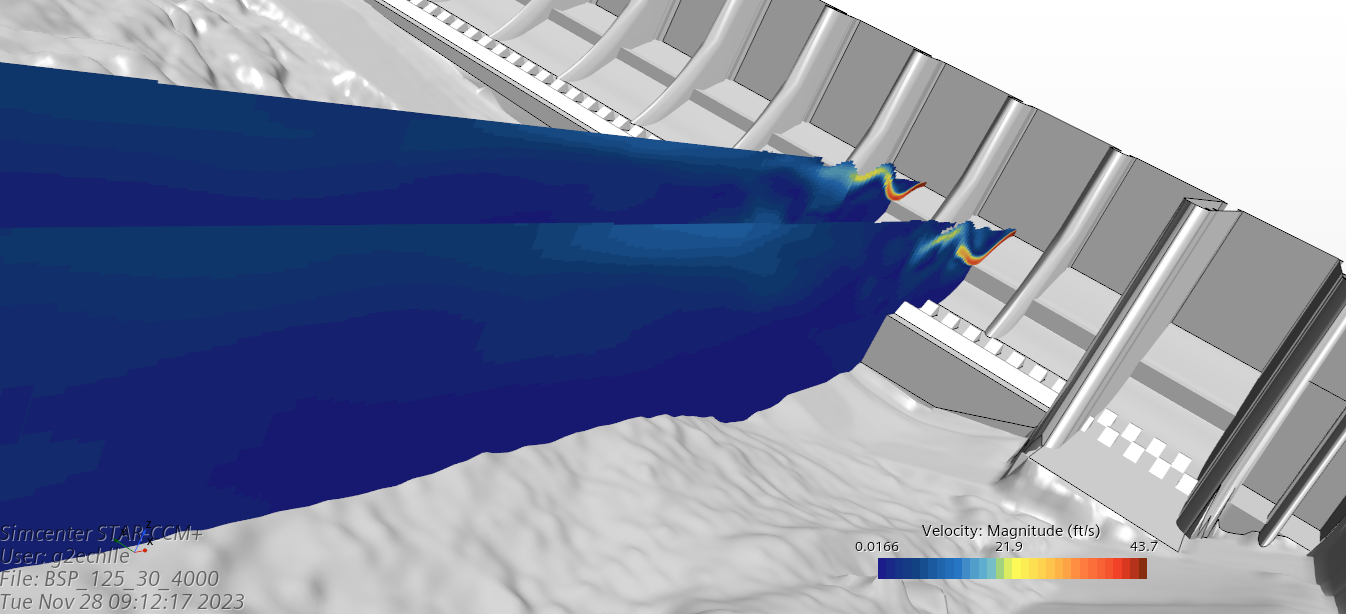 Simcenter STAR-CCM+
User: g2echlle
File: BSP_125_30_4000
Tue Nov 28 09:12:17 2023
Velocity: Magnitude (ft/s)
0.0166 21.9 43.7